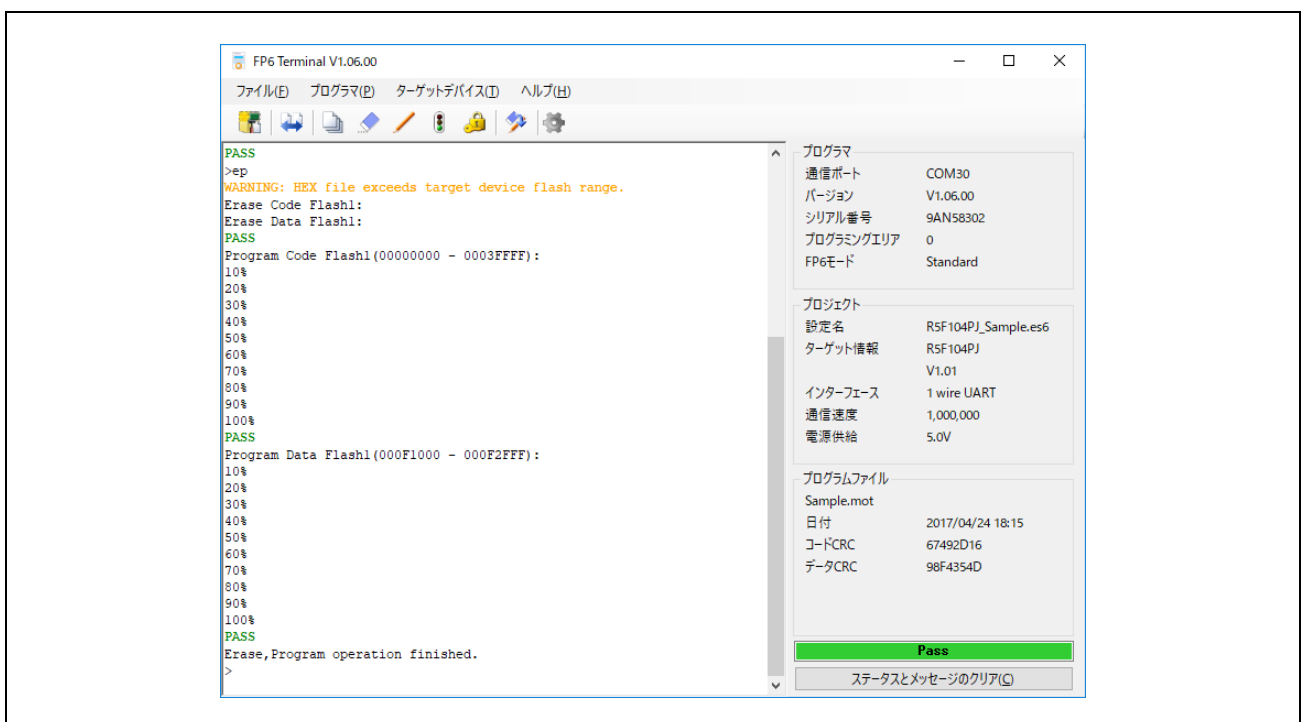 FP6 Terminal V1.06.00
ファイル(F) プログラマ(P) ターゲットデバイス(T) ヘルプ(H)
PASS
>ep
WARNING: HEX file exceeds target device flash range.
Erase Code Flash1:
Erase Data Flash1:
PASS
Program Code Flash1(00000000 - 0003FFFF):
10%
20%
30%
40%
50%
60%
70%
80%
90%
100%
PASS
Program Data Flash1(000F1000 - 000F2FFF):
10%
20%
30%
40%
50%
60%
70%
80%
90%
100%
PASS
Erase,Program operation finished.
>
プログラマ
通信ポート COM30
バージョン V1.06.00
シリアル番号 9AN58302
プログラミングエリア 0
FP6モード Standard
プロジェクト
設定名 R5F104PJ_Sample.es6
ターゲット情報 R5F104PJ
V1.01
インターフェース 1 wire UART
通信速度 1,000,000
電源供給 5.0V
プログラムファイル
Sample.mot
日付 2017/04/24 18:15
コードCRC 67492D16
データCRC 98F4354D
Pass
ステータスとメッセージのクリア(C)